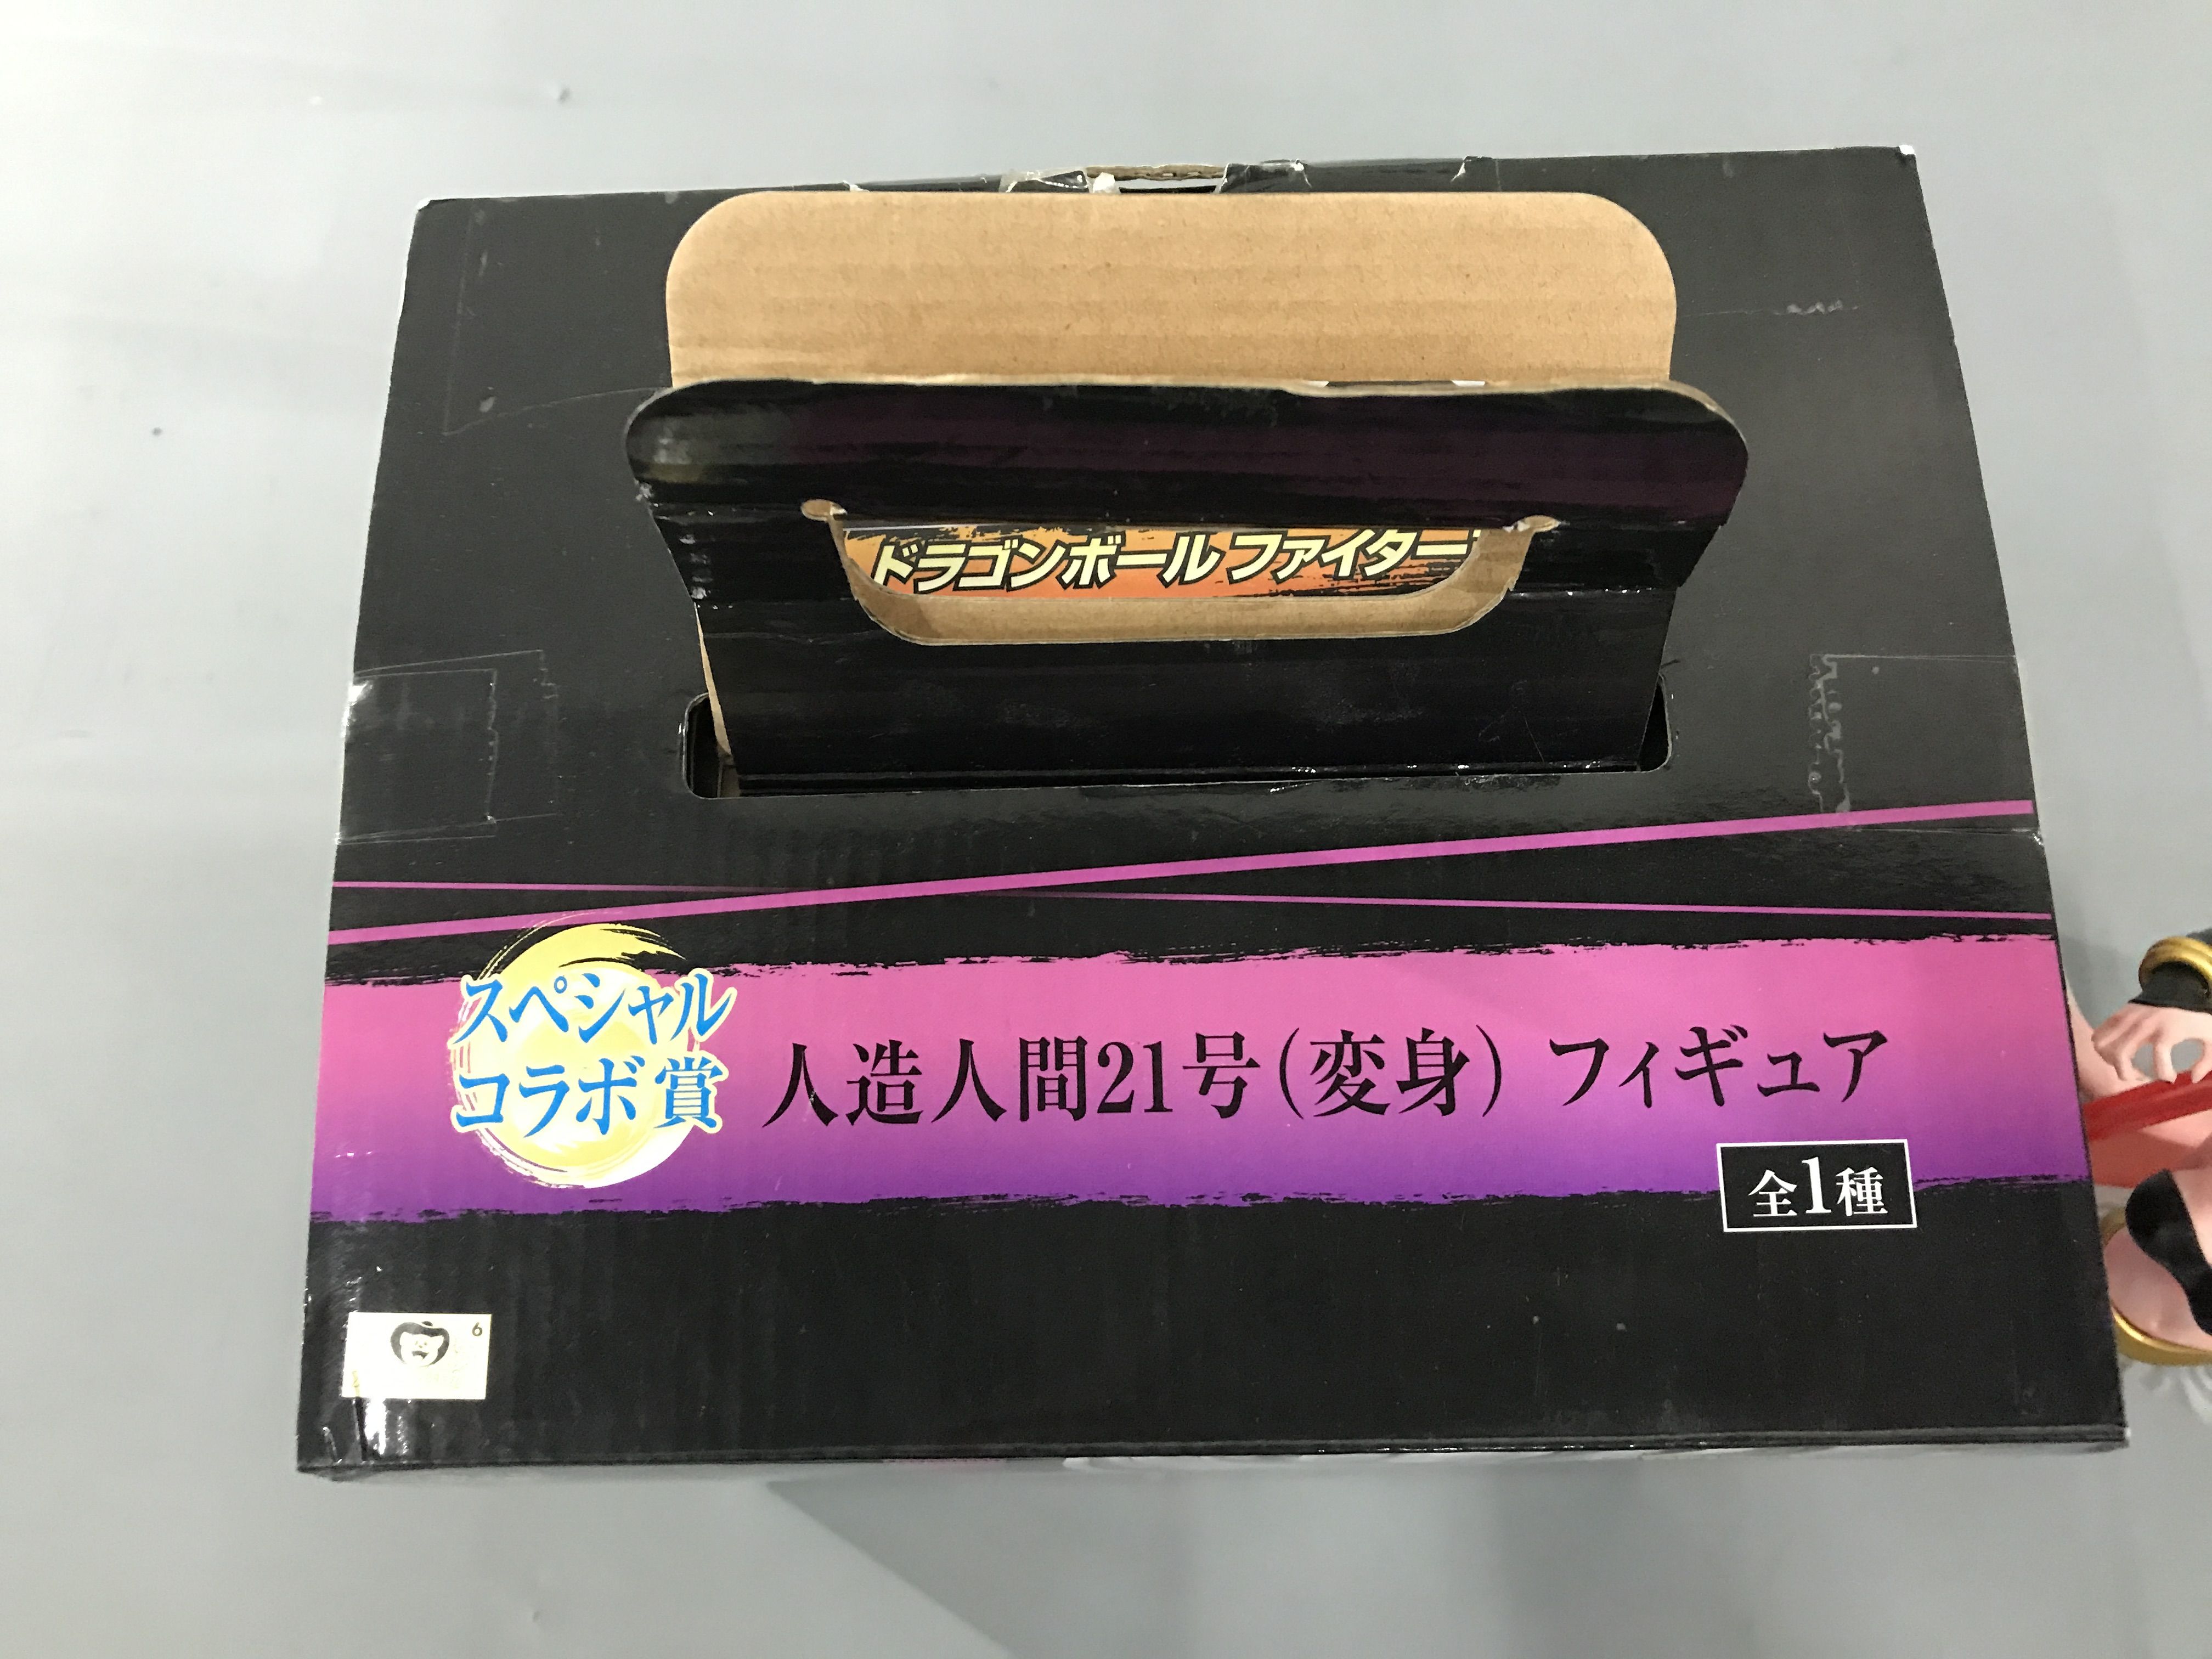 ドラゴンボール ファイター
スペシャル
コラボ賞
人造人間21号(変身) フィギュア
全1種
6